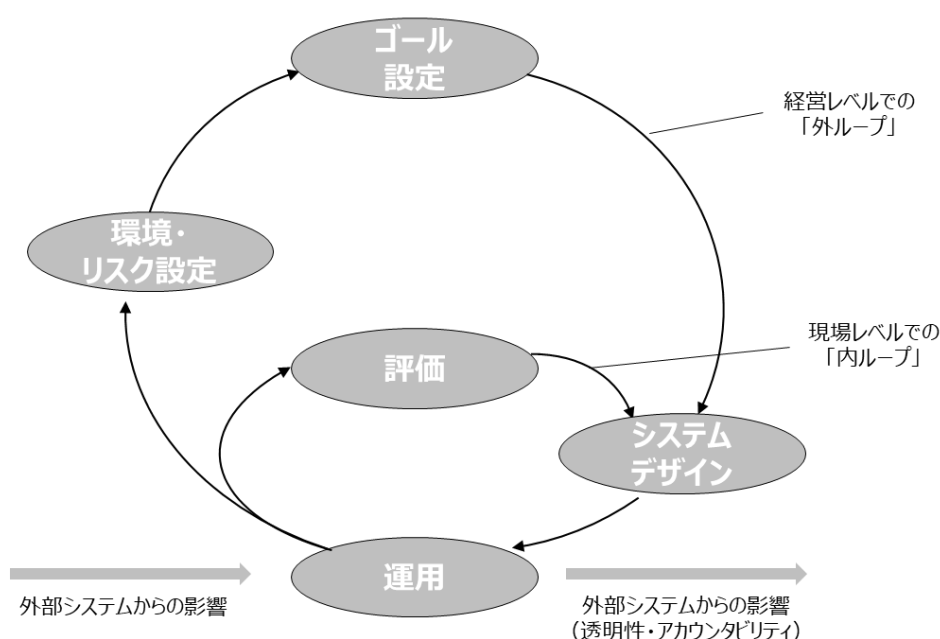 ゴール
設定
経営レベルでの
「外ループ」
環境・
リスク設定
現場レベルでの
「内ループ」
評価
システム
デザイン
運用
外部システムからの影響
外部システムからの影響
（透明性・アカウンタビリティ）